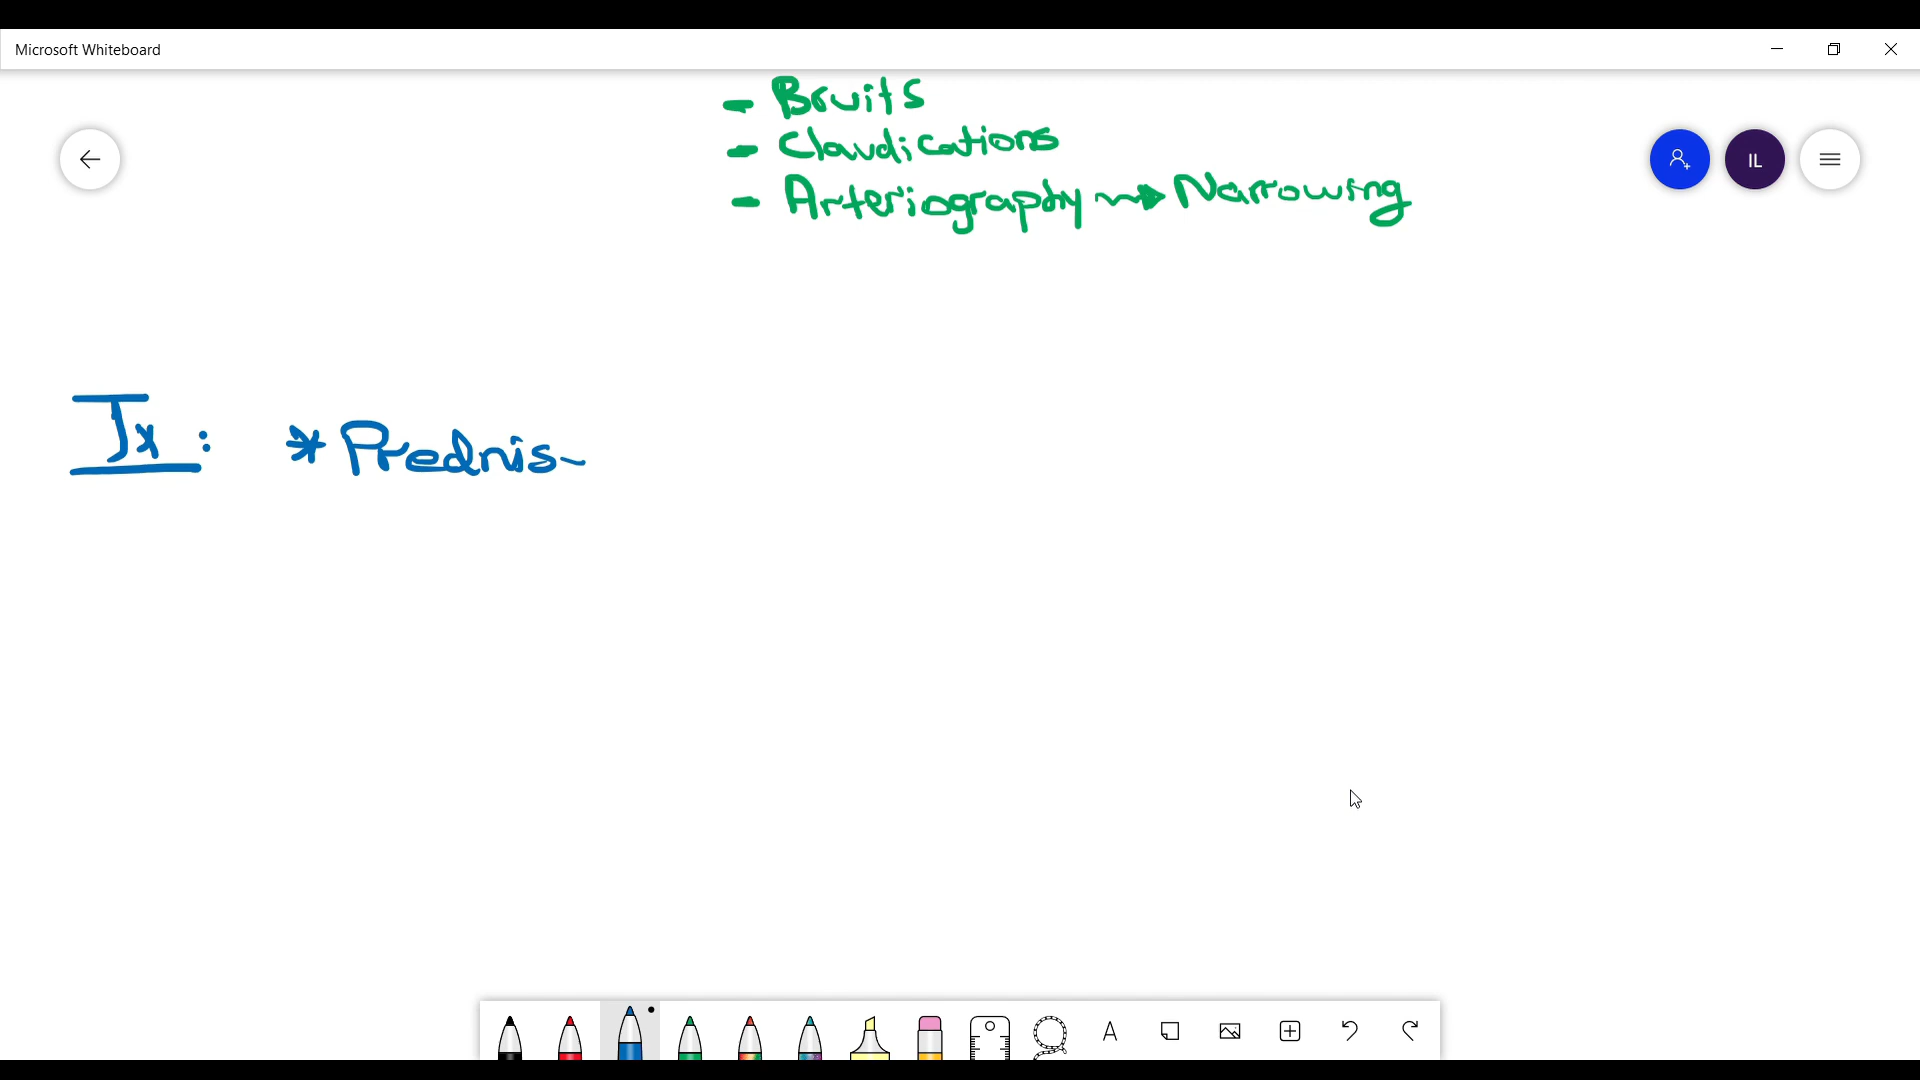 Microsoft Whiteboard
- Bruits
- Claudications
IL
- Arteriography → Narrowing
Tx : * Prednis
A